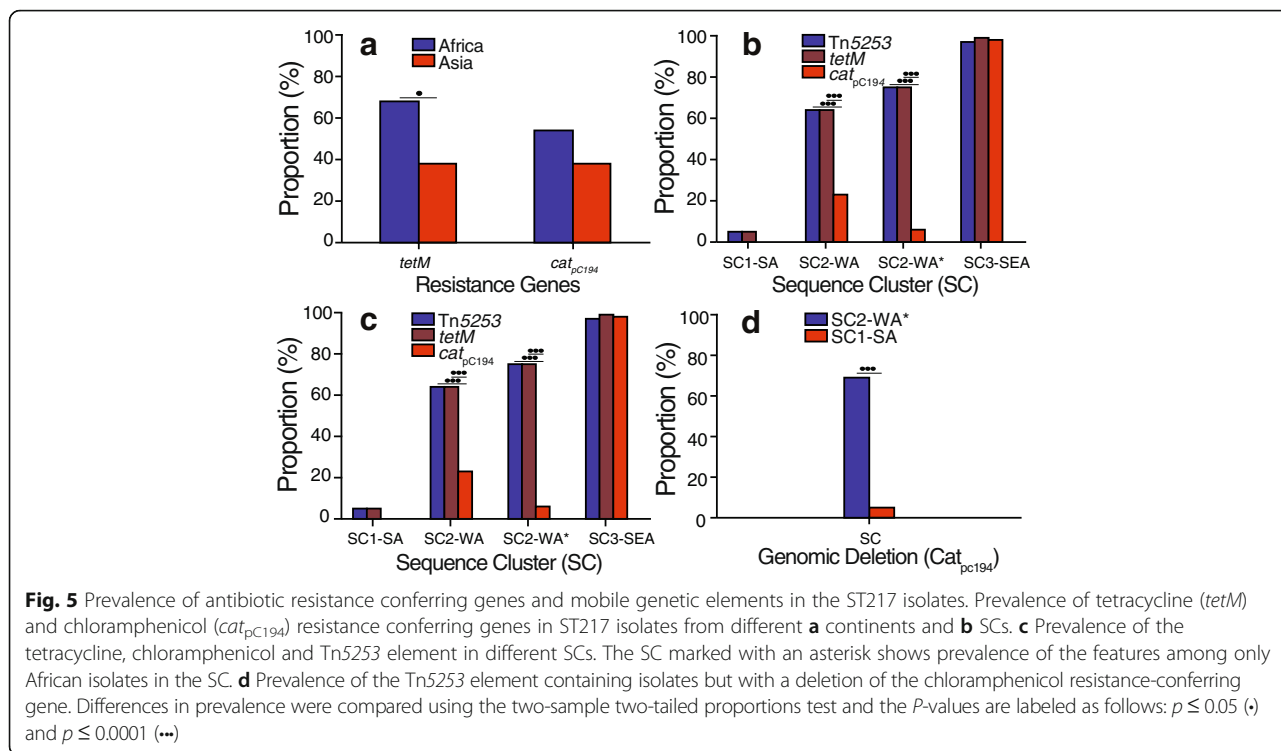 a
Africa
Asia
100
80
60
40
20
0
Proportion (%)
tetM
cat_pC194
Resistance Genes
b
Tn5253
tetM
cat_pC194
100
80
60
40
20
0
Proportion (%)
SC1-SA
SC2-WA
SC2-WA*
SC3-SEA
Sequence Cluster (SC)
c
Tn5253
tetM
cat_pC194
100
80
60
40
20
0
Proportion (%)
SC1-SA
SC2-WA
SC2-WA*
SC3-SEA
Sequence Cluster (SC)
d
SC2-WA*
SC1-SA
100
80
60
40
20
0
Proportion (%)
SC
Genomic Deletion (Cat_pc194)
Fig. 5 Prevalence of antibiotic resistance conferring genes and mobile genetic elements in the ST217 isolates. Prevalence of tetracycline (tetM)
and chloramphenicol (cat_pC194) resistance conferring genes in ST217 isolates from different a continents and b SCs. c Prevalence of the
tetracycline, chloramphenicol and Tn5253 element in different SCs. The SC marked with an asterisk shows prevalence of the features among only
African isolates in the SC. d Prevalence of the Tn5253 element containing isolates but with a deletion of the chloramphenicol resistance-conferring
gene. Differences in prevalence were compared using the two-sample two-tailed proportions test and the P-values are labeled as follows: p ≤ 0.05 (•)
and p ≤ 0.0001 (•••)